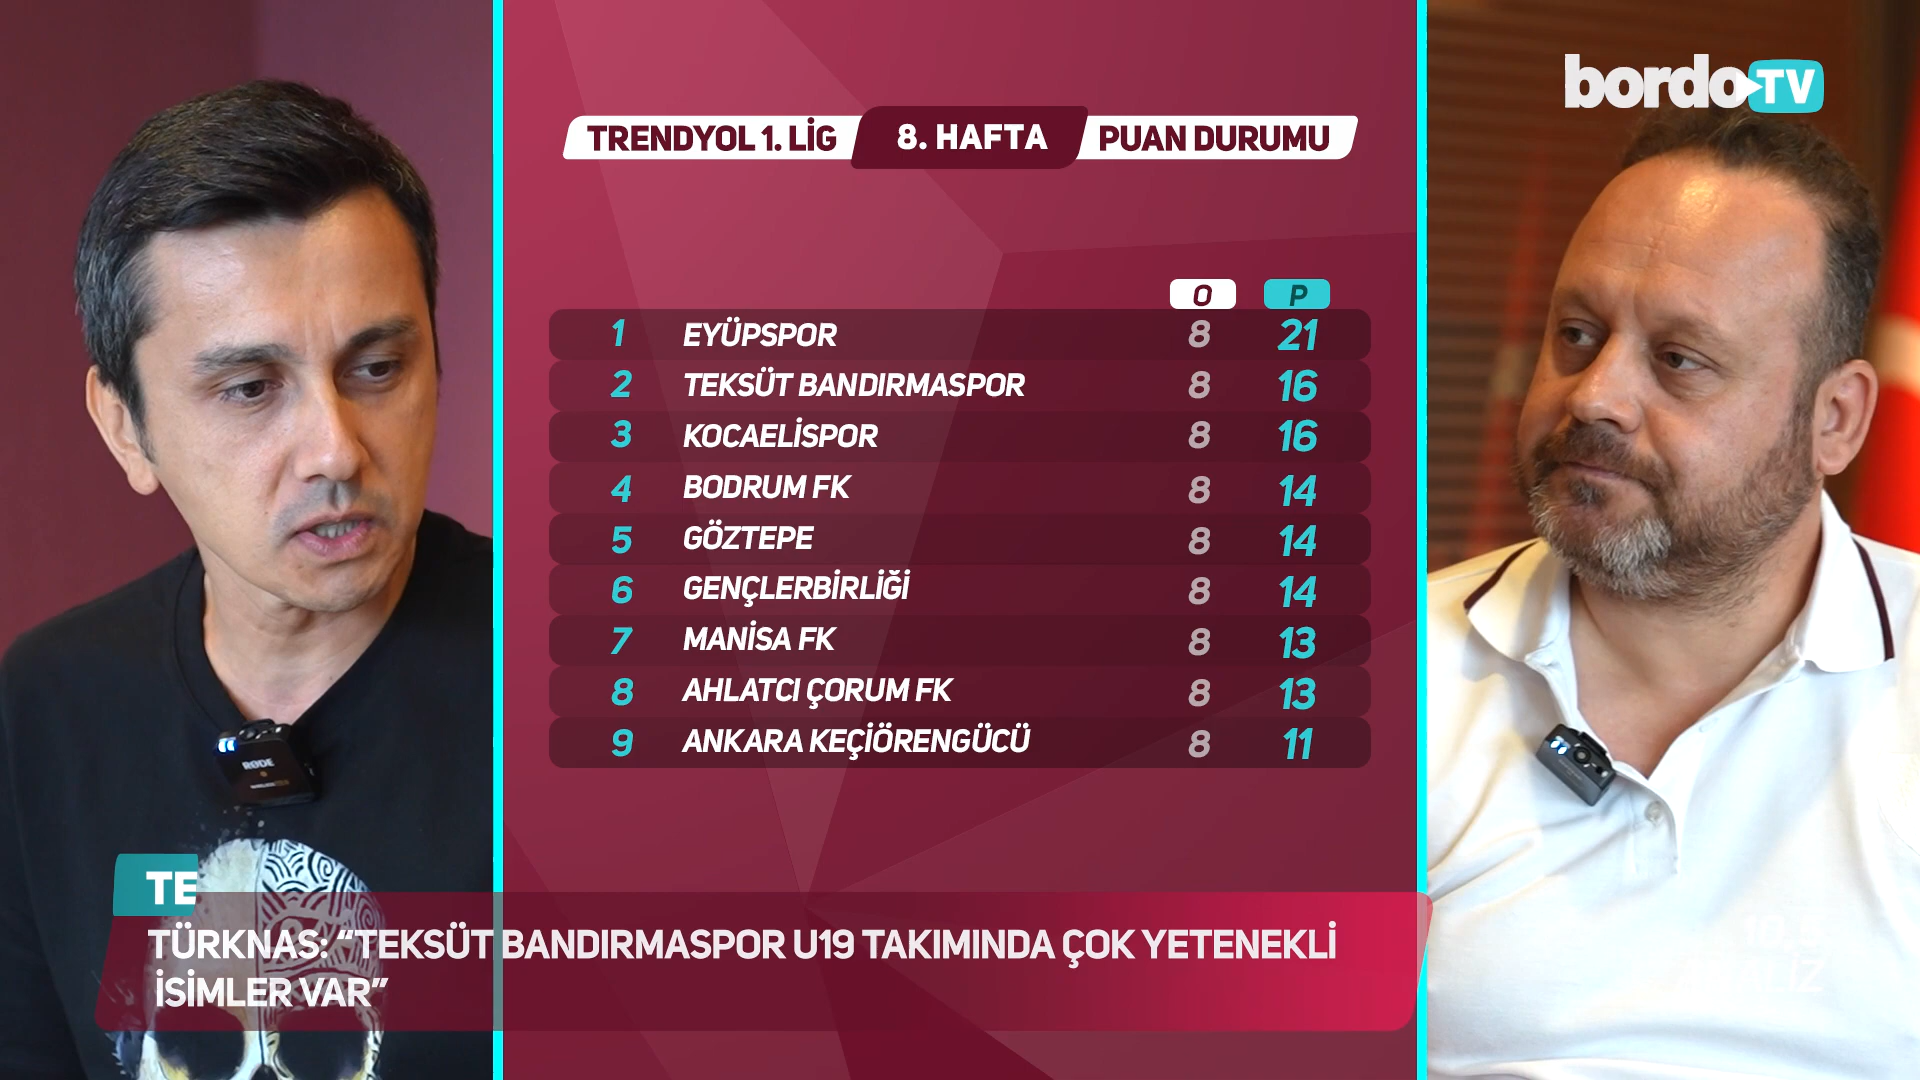 bordo TV
TRENDYOL 1. LİG 8. HAFTA PUAN DURUMU
O P
1 EYÜPSPOR 8 21
2 TEKSÜT BANDIRMASPOR 8 16
3 KOCAELİSPOR 8 16
4 BODRUM FK 8 14
5 GÖZTEPE 8 14
6 GENÇLERBİRLİĞİ 8 14
7 MANİSA FK 8 13
8 AHLATCI ÇORUM FK 8 13
9 ANKARA KEÇİÖRENGÜCÜ 8 11
RØDE
TE
TÜRKNAS: “TEKSÜT BANDIRMASPOR U19 TAKIMINDA ÇOK YETENEKLİ
İSİMLER VAR”